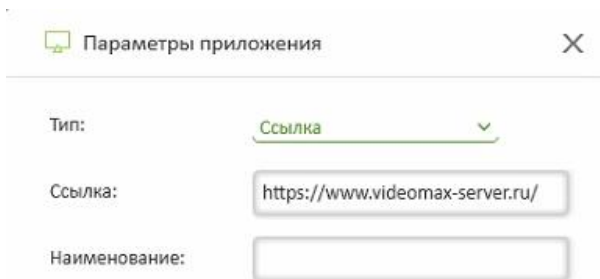 Параметры приложения
Тип: Ссылка
Ссылка: https://www.videomax-server.ru/
Наименование: